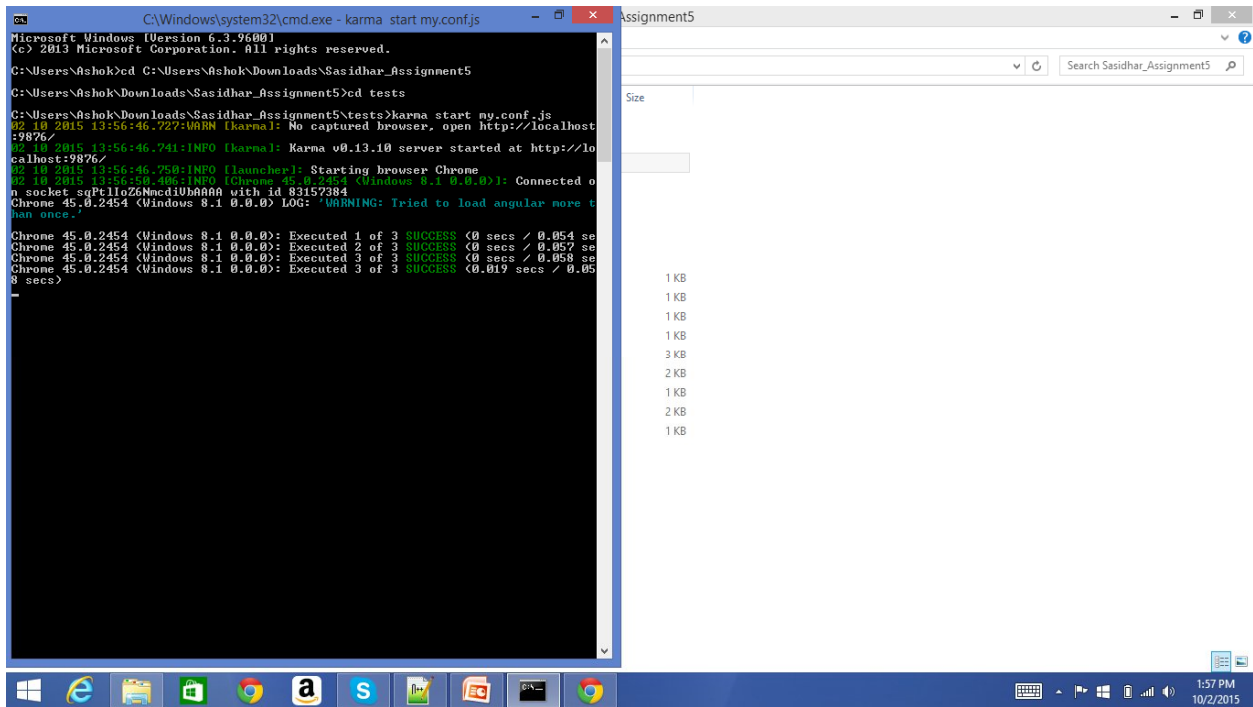 C:\Windows\system32\cmd.exe - karma  start my.conf.js
Microsoft Windows [Version 6.3.9600]
(c) 2013 Microsoft Corporation. All rights reserved.
C:\Users\Ashok>cd C:\Users\Ashok\Downloads\Sasidhar_Assignment5
C:\Users\Ashok\Downloads\Sasidhar_Assignment5>cd tests
C:\Users\Ashok\Downloads\Sasidhar_Assignment5\tests>karma start my.conf.js
02 10 2015 13:56:46.727:WARN [karma]: No captured browser, open http://localhost
:9876/
02 10 2015 13:56:46.741:INFO [karma]: Karma v0.13.10 server started at http://lo
calhost:9876/
02 10 2015 13:56:46.750:INFO [launcher]: Starting browser Chrome
02 10 2015 13:56:50.406:INFO [Chrome 45.0.2454 (Windows 8.1 0.0.0)]: Connected o
n socket sqPtlIoZ6NmcdiVbAAAA with id 83157384
Chrome 45.0.2454 (Windows 8.1 0.0.0) LOG: 'WARNING: Tried to load angular more t
han once.'
Chrome 45.0.2454 (Windows 8.1 0.0.0): Executed 1 of 3 SUCCESS (0 secs / 0.054 se
Chrome 45.0.2454 (Windows 8.1 0.0.0): Executed 2 of 3 SUCCESS (0 secs / 0.057 se
Chrome 45.0.2454 (Windows 8.1 0.0.0): Executed 3 of 3 SUCCESS (0 secs / 0.058 se
Chrome 45.0.2454 (Windows 8.1 0.0.0): Executed 3 of 3 SUCCESS (0.019 secs / 0.05
8 secs)
Assignment5
Search Sasidhar_Assignment5
Size
1 KB
1 KB
1 KB
1 KB
3 KB
2 KB
1 KB
2 KB
1 KB
1:57 PM
10/2/2015